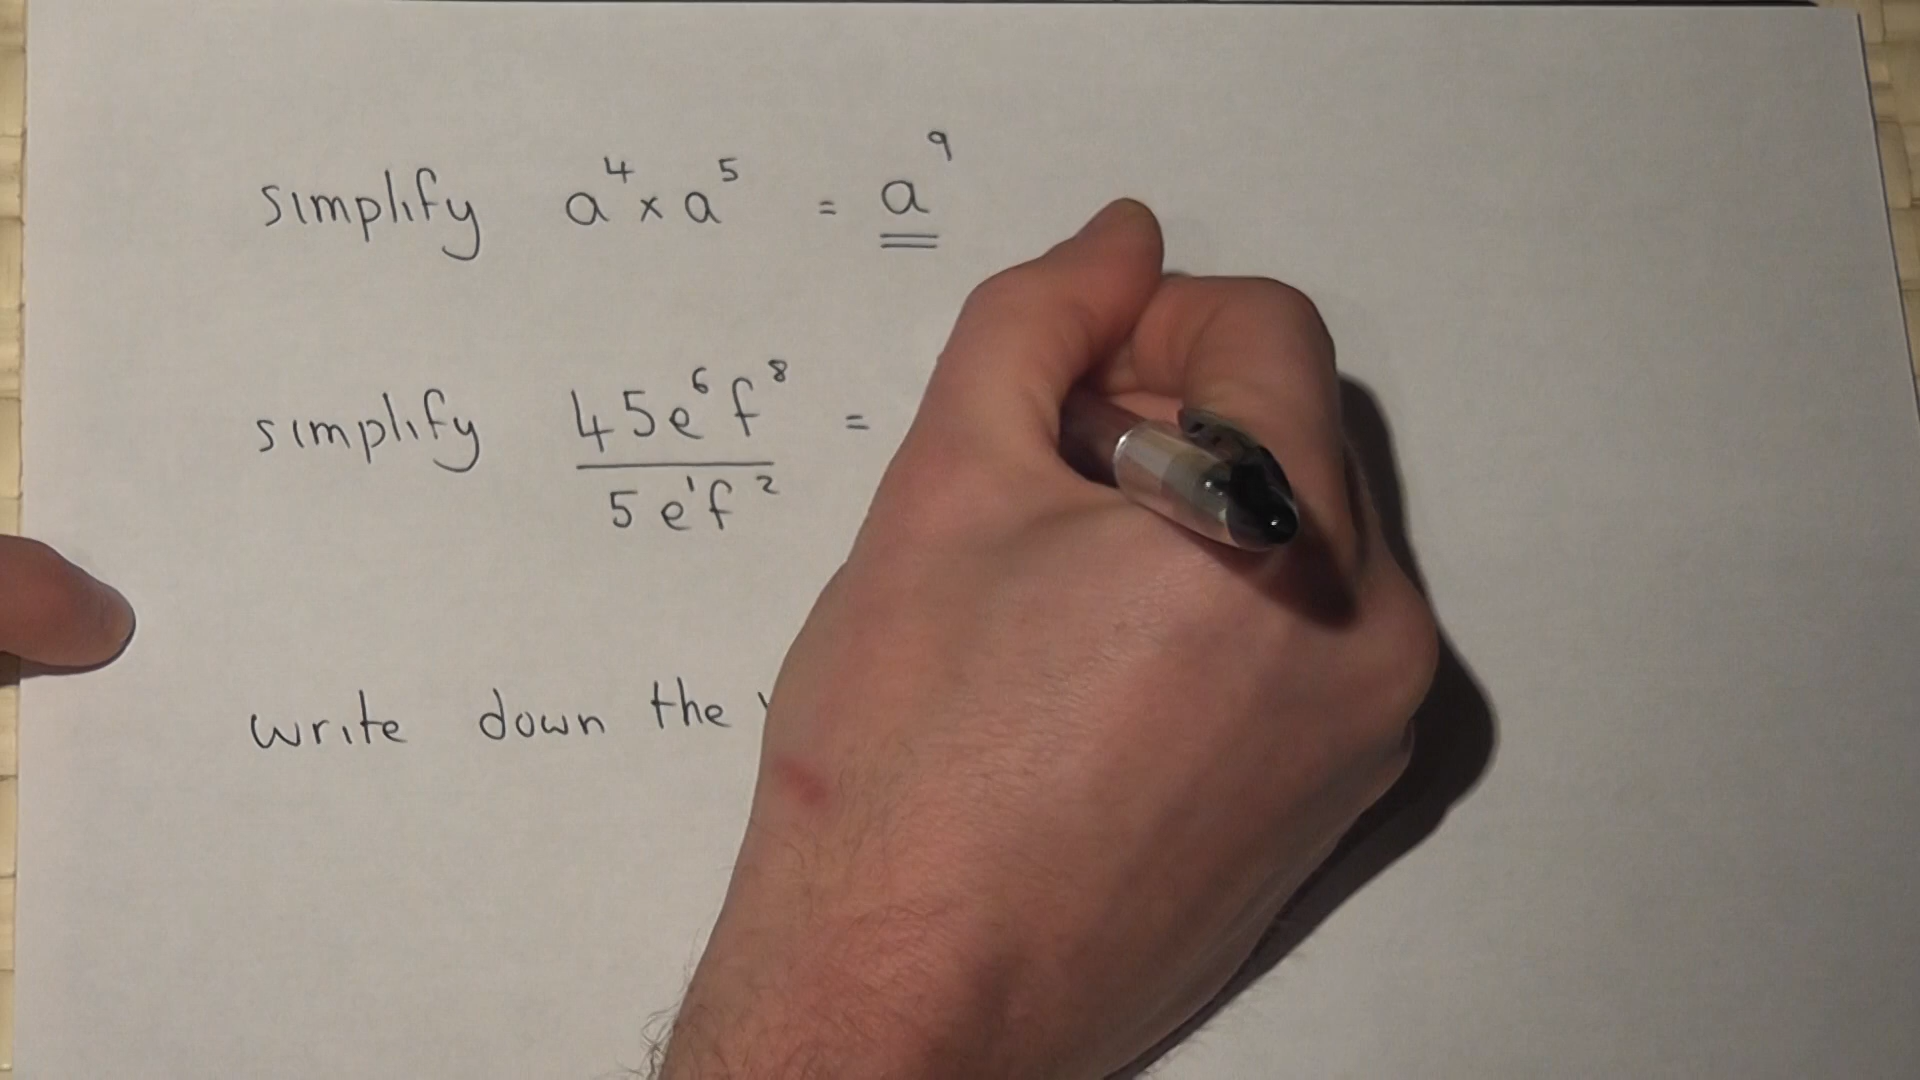 simplify a⁴ × a⁵ = a⁹
simplify 45e⁶f⁸ =
5e¹f²
write down the